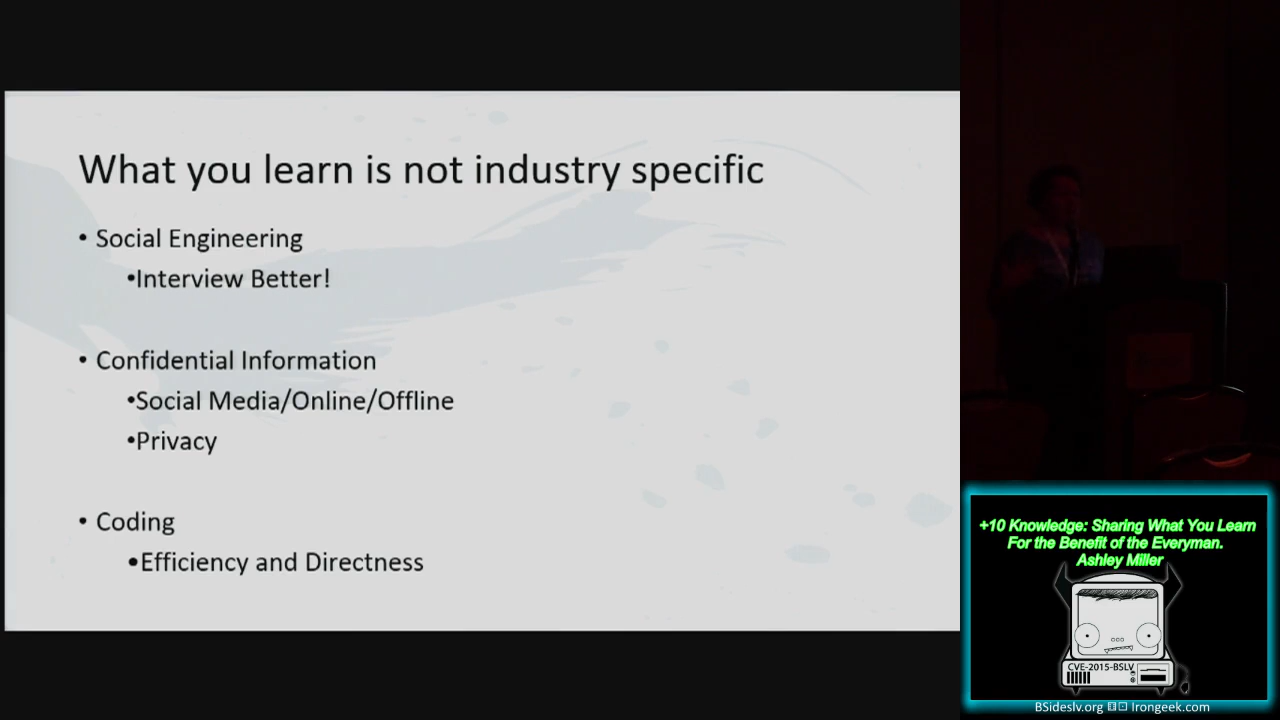 What you learn is not industry specific
• Social Engineering
•Interview Better!
• Confidential Information
•Social Media/Online/Offline
•Privacy
• Coding
•Efficiency and Directness
+10 Knowledge: Sharing What You Learn
For the Benefit of the Everyman.
Ashley Miller
CVE-2015-BSLV
BSideslv.org Irongeek.com